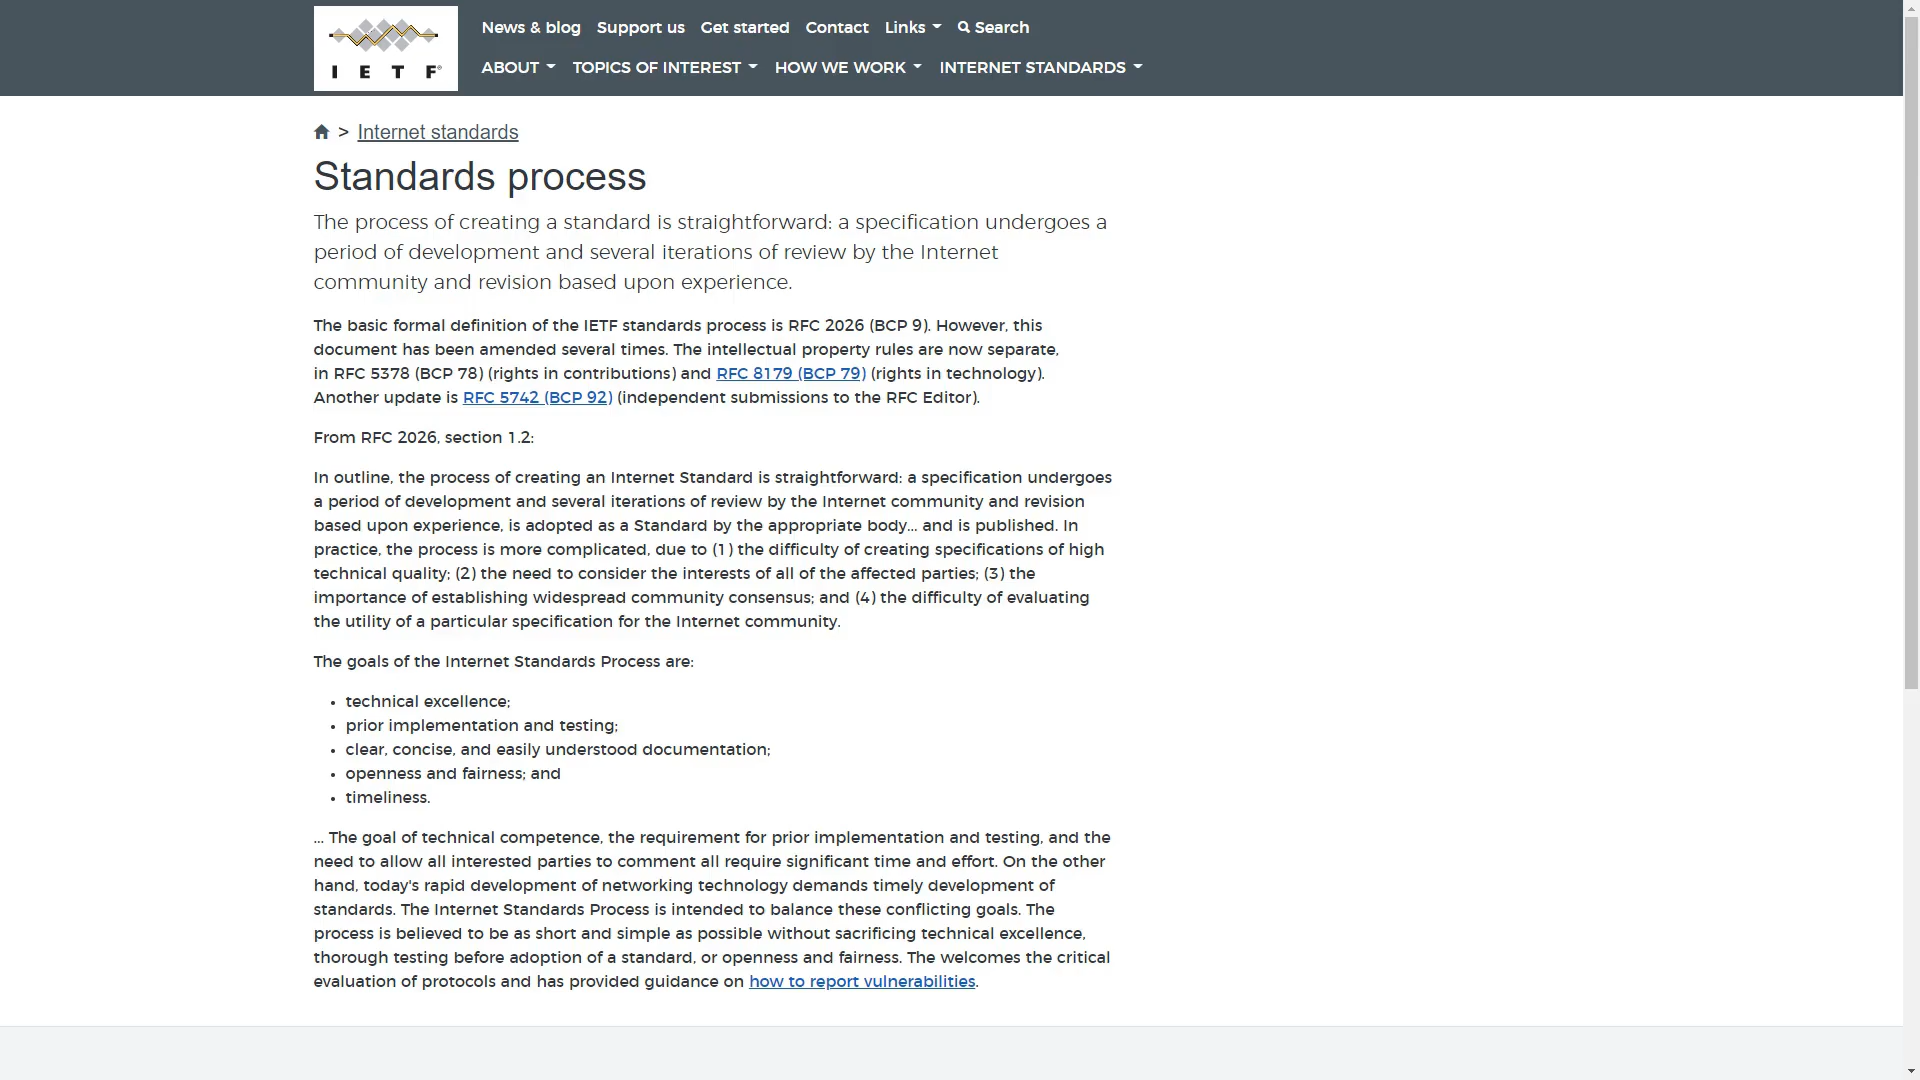 IETF®
News & blog Support us Get started Contact Links Search
ABOUT TOPICS OF INTEREST HOW WE WORK INTERNET STANDARDS
> Internet standards
Standards process
The process of creating a standard is straightforward: a specification undergoes a
period of development and several iterations of review by the Internet
community and revision based upon experience.
The basic formal definition of the IETF standards process is RFC 2026 (BCP 9). However, this
document has been amended several times. The intellectual property rules are now separate,
in RFC 5378 (BCP 78) (rights in contributions) and RFC 8179 (BCP 79) (rights in technology).
Another update is RFC 5742 (BCP 92) (independent submissions to the RFC Editor).
From RFC 2026, section 1.2:
In outline, the process of creating an Internet Standard is straightforward: a specification undergoes
a period of development and several iterations of review by the Internet community and revision
based upon experience, is adopted as a Standard by the appropriate body... and is published. In
practice, the process is more complicated, due to (1) the difficulty of creating specifications of high
technical quality; (2) the need to consider the interests of all of the affected parties; (3) the
importance of establishing widespread community consensus; and (4) the difficulty of evaluating
the utility of a particular specification for the Internet community.
The goals of the Internet Standards Process are:
• technical excellence;
• prior implementation and testing;
• clear, concise, and easily understood documentation;
• openness and fairness; and
• timeliness.
... The goal of technical competence, the requirement for prior implementation and testing, and the
need to allow all interested parties to comment all require significant time and effort. On the other
hand, today's rapid development of networking technology demands timely development of
standards. The Internet Standards Process is intended to balance these conflicting goals. The
process is believed to be as short and simple as possible without sacrificing technical excellence,
thorough testing before adoption of a standard, or openness and fairness. The welcomes the critical
evaluation of protocols and has provided guidance on how to report vulnerabilities.